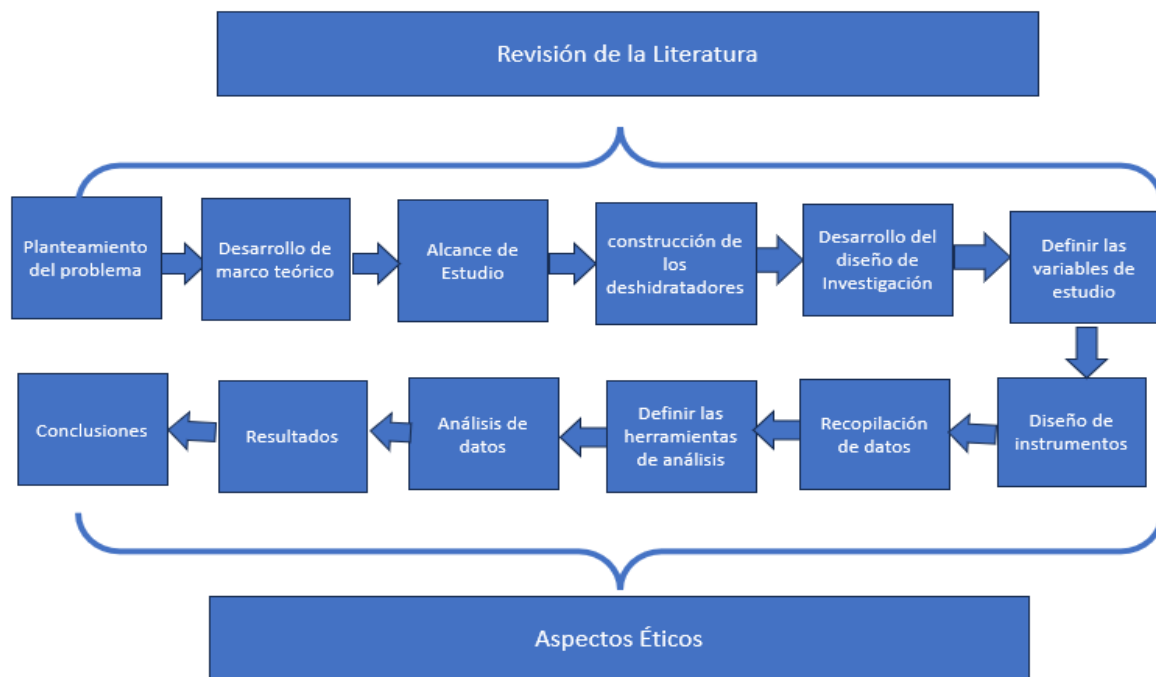 Revisión de la Literatura
Planteamiento
del problema
Desarrollo de
marco teórico
Alcance de
Estudio
construcción de
los
deshidratadores
Desarrollo del
diseño de
Investigación
Definir las
variables de
estudio
Conclusiones
Resultados
Análisis de
datos
Definir las
herramientas
de análisis
Recopilación
de datos
Diseño de
instrumentos
Aspectos Éticos